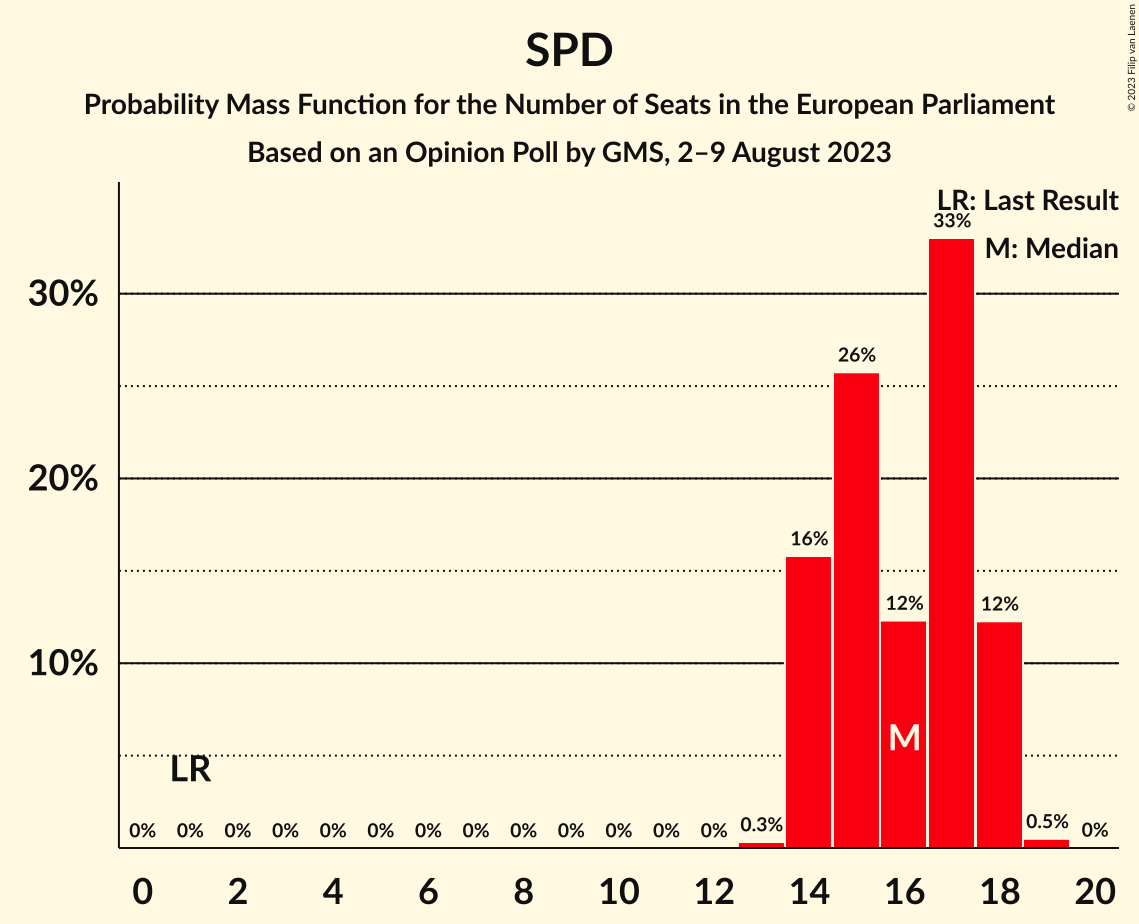 SPD
Probability Mass Function for the Number of Seats in the European Parliament
Based on an Opinion Poll by GMS, 2–9 August 2023
© 2023 Filip van Laenen
LR: Last Result
M: Median
33%
30%
26%
20%
16%
12%
12%
10%
M
LR
0% 0% 0% 0% 0% 0% 0% 0% 0% 0% 0% 0% 0% 0.3% 0.5% 0%
0 2 4 6 8 10 12 14 16 18 20